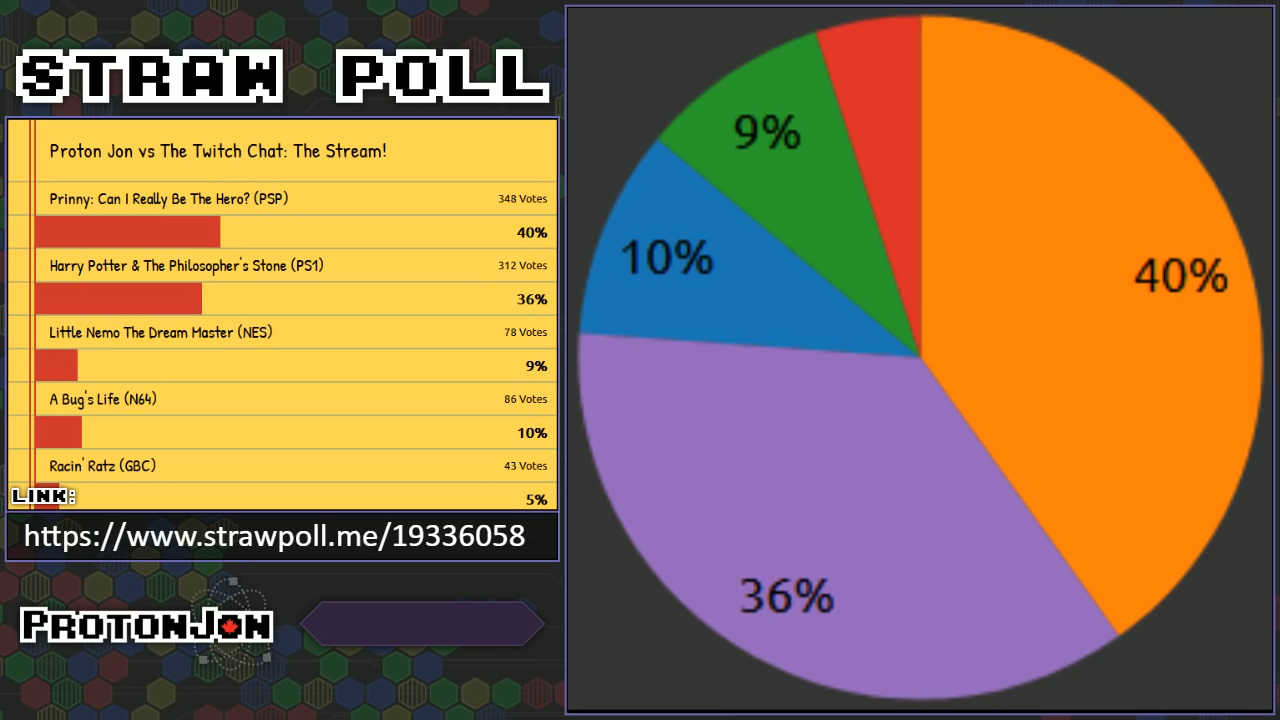 STRAW POLL
Proton Jon vs The Twitch Chat: The Stream!
Prinny: Can I Really Be The Hero? (PSP) 348 Votes
40%
Harry Potter & The Philosopher's Stone (PS1) 312 Votes
36%
Little Nemo The Dream Master (NES) 78 Votes
9%
A Bug's Life (N64) 86 Votes
10%
Racin' Ratz (GBC) 43 Votes
5%
LINK:
https://www.strawpoll.me/19336058
PROTONJON
9%
10%
40%
36%